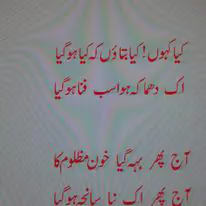 کیا کہوں! کیا بتاؤں کہ کیا ہو گیا
اک دھماکہ ہوا سب فنا ہو گیا
آج پھر بہہ گیا خونِ مظلوم کا
آج پھر اک نیا سانحہ ہو گیا